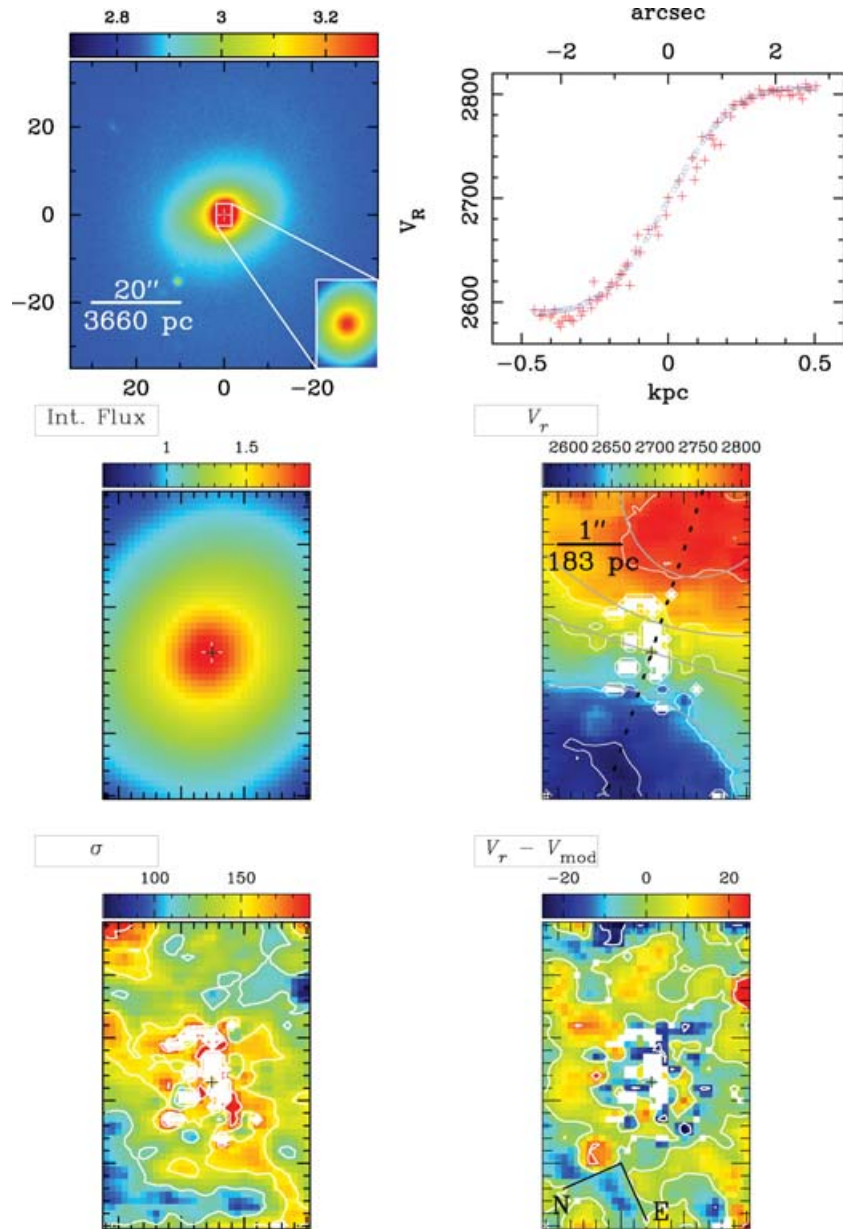 2.8 3 3.2
arcsec
−2 0 2
20
0
−20
20″
3660 pc
20 0 −20
V_R
2800
2700
2600
−0.5 0 0.5
kpc
Int. Flux
1 1.5
V_r
2600 2650 2700 2750 2800
1″
183 pc
σ
100 150
V_r − V_mod
−20 0 20
N
E